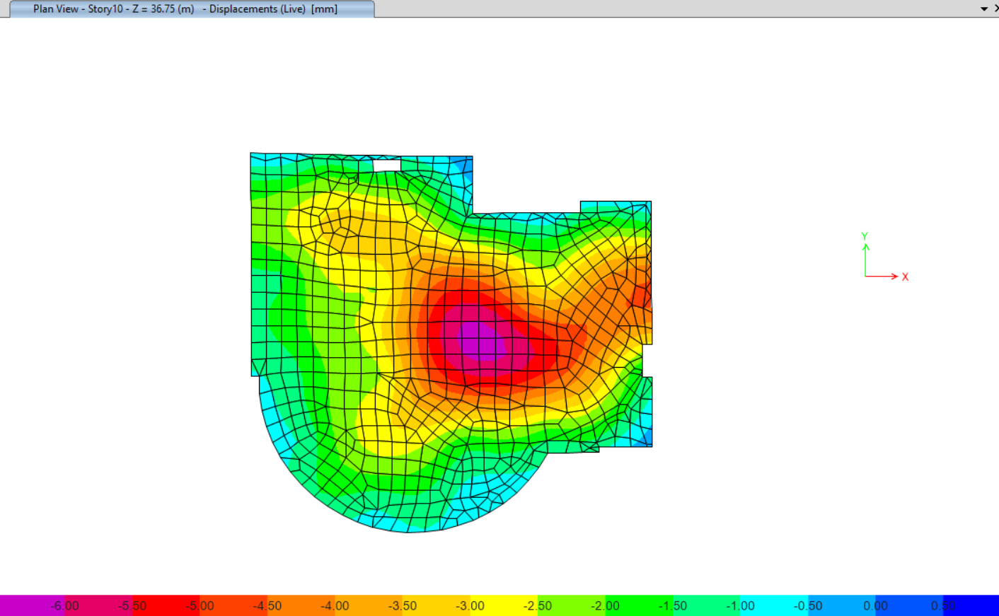 Plan View - Story10 - Z = 36.75 (m) - Displacements (Live) [mm]
Y
X
-6.00 -5.50 -5.00 -4.50 -4.00 -3.50 -3.00 -2.50 -2.00 -1.50 -1.00 -0.50 0.00 0.50